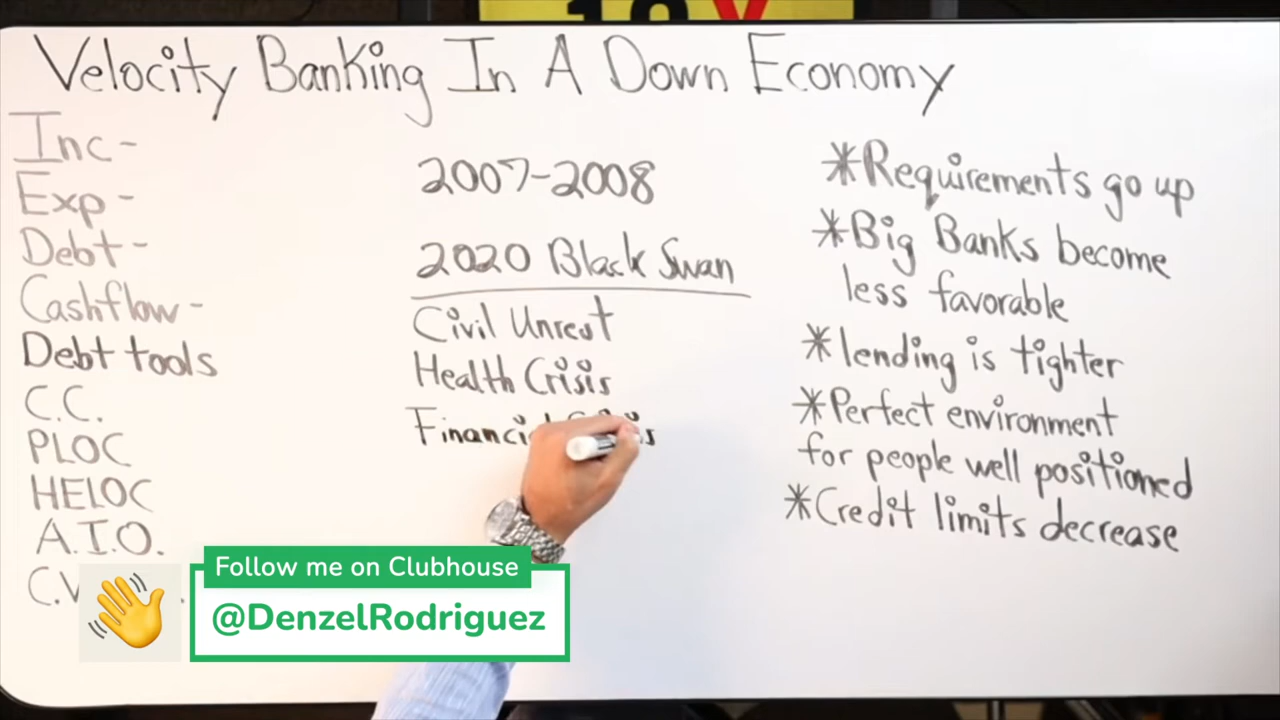 Velocity Banking In A Down Economy
Inc-
Exp-
Debt-
Cashflow-
Debt tools
C.C.
PLOC
HELOC
A.I.O.
2007-2008
2020 Black Swan
Civil Unrest
Health Crisis
*Requirements go up
*Big Banks become
less favorable
*lending is tighter
*Perfect environment
for people well positioned
*Credit limits decrease
Follow me on Clubhouse
@DenzelRodriguez